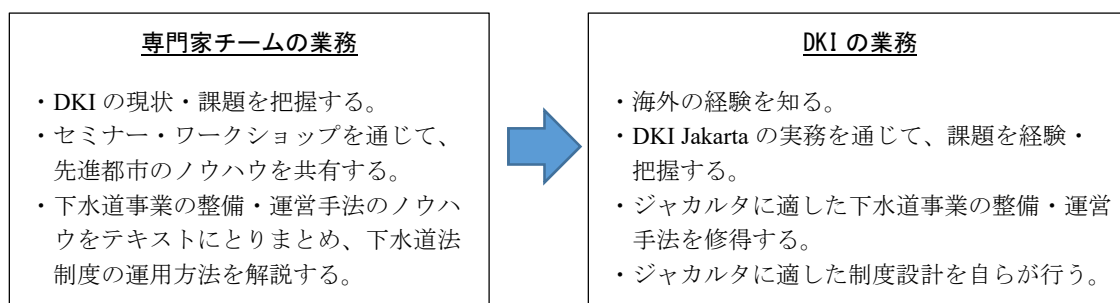 専門家チームの業務
・DKI の現状・課題を把握する。
・セミナー・ワークショップを通じて、
先進都市のノウハウを共有する。
・下水道事業の整備・運営手法のノウハ
ウをテキストにとりまとめ、下水道法
制度の運用方法を解説する。
DKI の業務
・海外の経験を知る。
・DKI Jakarta の実務を通じて、課題を経験・
把握する。
・ジャカルタに適した下水道事業の整備・運営
手法を修得する。
・ジャカルタに適した制度設計を自らが行う。